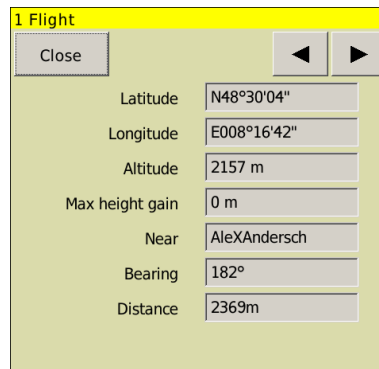 1 Flight
Close
Latitude N48°30'04"
Longitude E008°16'42"
Altitude 2157 m
Max height gain 0 m
Near AleXAndersch
Bearing 182°
Distance 2369m